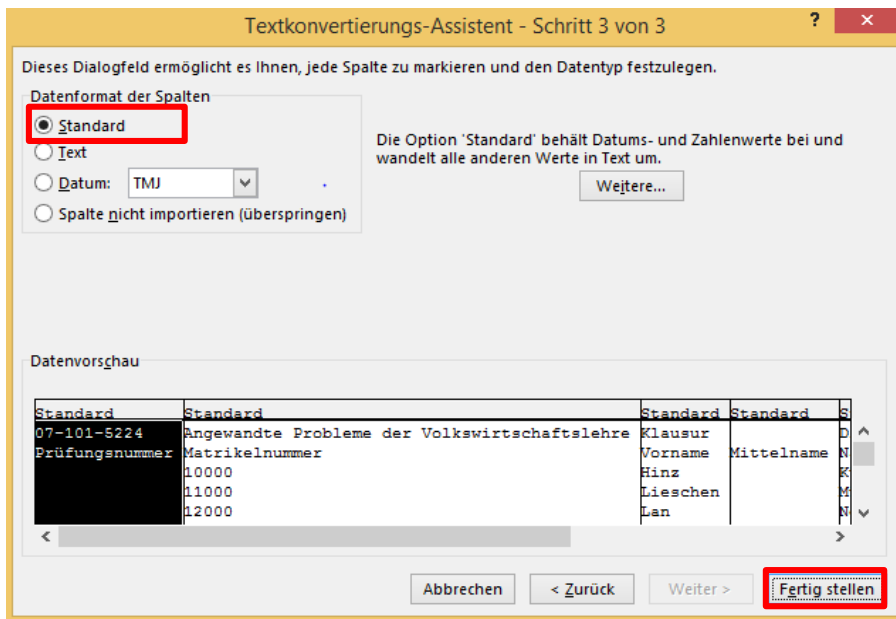 Textkonvertierungs-Assistent - Schritt 3 von 3
?
Dieses Dialogfeld ermöglicht es Ihnen, jede Spalte zu markieren und den Datentyp festzulegen.
Datenformat der Spalten
Standard
Text
Datum: TMJ
Spalte nicht importieren (überspringen)
Die Option 'Standard' behält Datums- und Zahlenwerte bei und
wandelt alle anderen Werte in Text um.
Weitere...
Datenvorschau
Standard Standard Standard Standard S
07-101-5224 Angewandte Probleme der Volkswirtschaftslehre Klausur D
Prüfungsnummer Matrikelnummer Vorname Mittelname N
10000 Hinz K
11000 Lieschen M
12000 Lan N
Abbrechen < Zurück Weiter > Fertig stellen